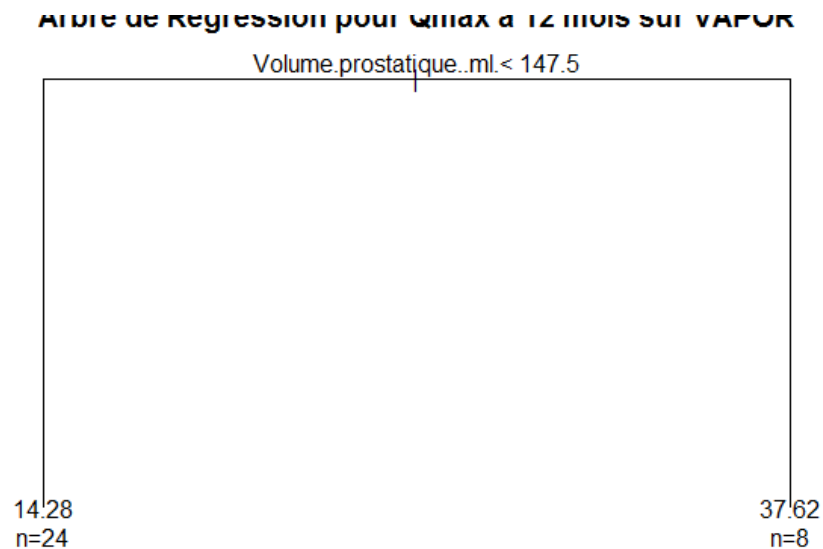 Arbre de Régression pour Qmax à 12 mois sur VAPOR
Volume.prostatique..ml.< 147.5
14.28
n=24
37.62
n=8